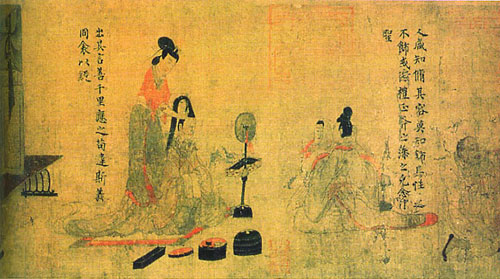 人咸知脩其容莫知飾其性之
不飾或愆禮正斧之藻之克念作
聖
出其言善千里應之苟違斯義
同衾以疑